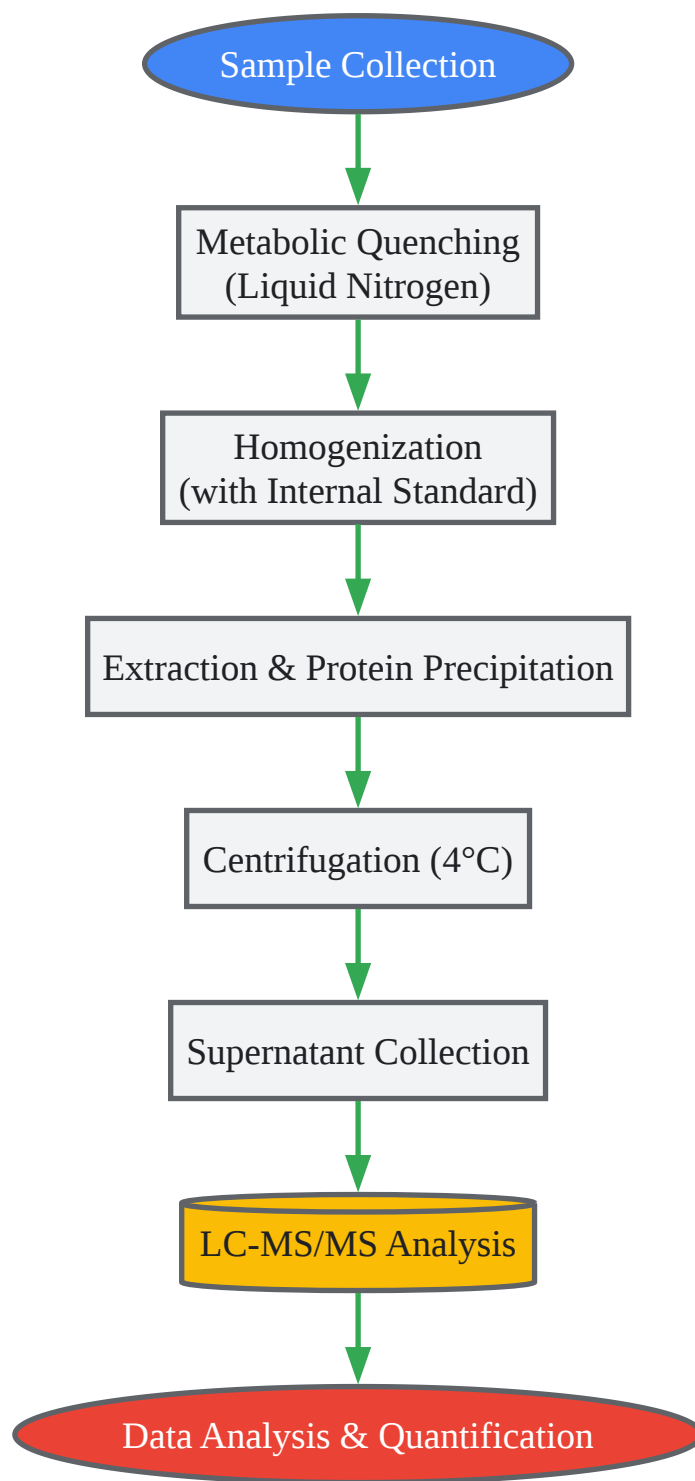 Sample Collection
Metabolic Quenching
(Liquid Nitrogen)
Homogenization
(with Internal Standard)
Extraction & Protein Precipitation
Centrifugation (4°C)
Supernatant Collection
LC-MS/MS Analysis
Data Analysis & Quantification